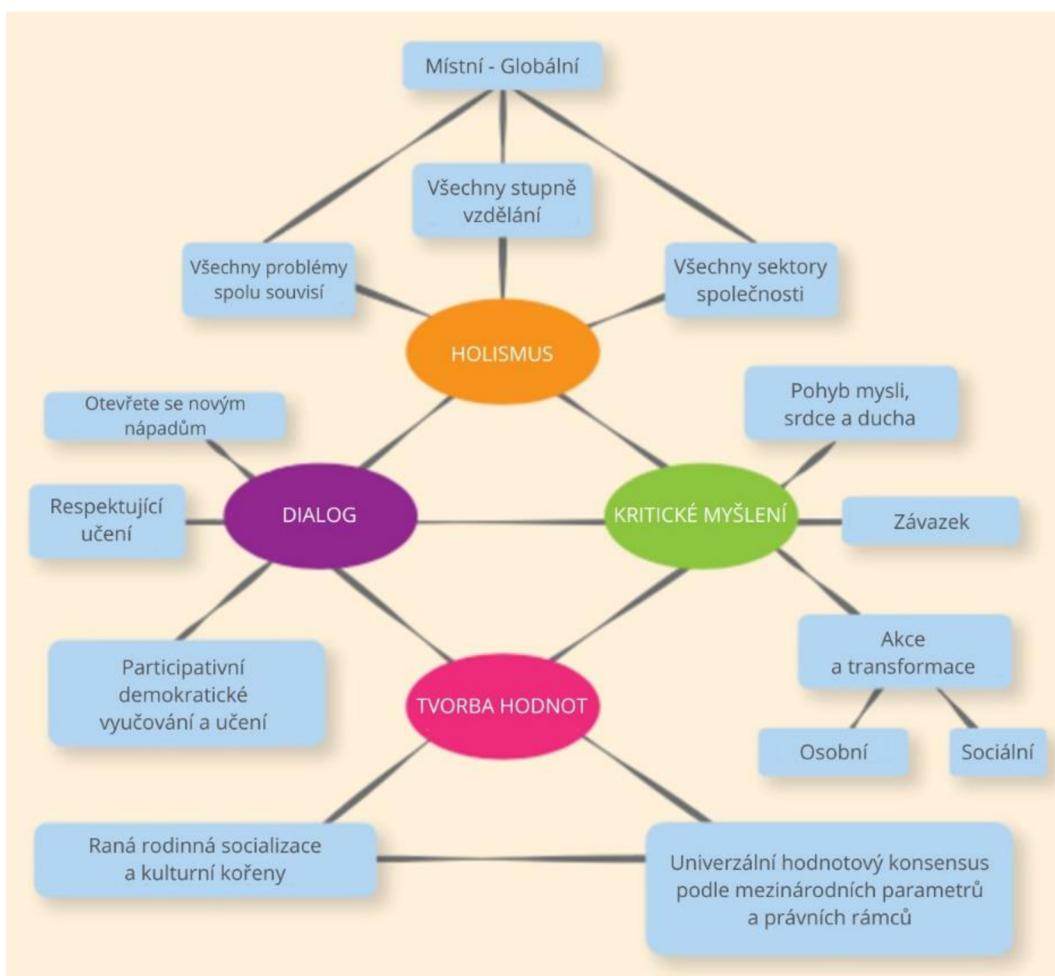 Místní - Globální
Všechny stupně
vzdělání
Všechny problémy
spolu souvisí
Všechny sektory
společnosti
HOLISMUS
Otevřete se novým
nápadům
Pohyb mysli,
srdce a ducha
Respektující
učení
DIALOG
KRITICKÉ MYŠLENÍ
Závazek
Participativní
demokratické
vyučování a učení
Akce
a transformace
TVORBA HODNOT
Osobní
Sociální
Raná rodinná socializace
a kulturní kořeny
Univerzální hodnotový konsensus
podle mezinárodních parametrů
a právních rámců